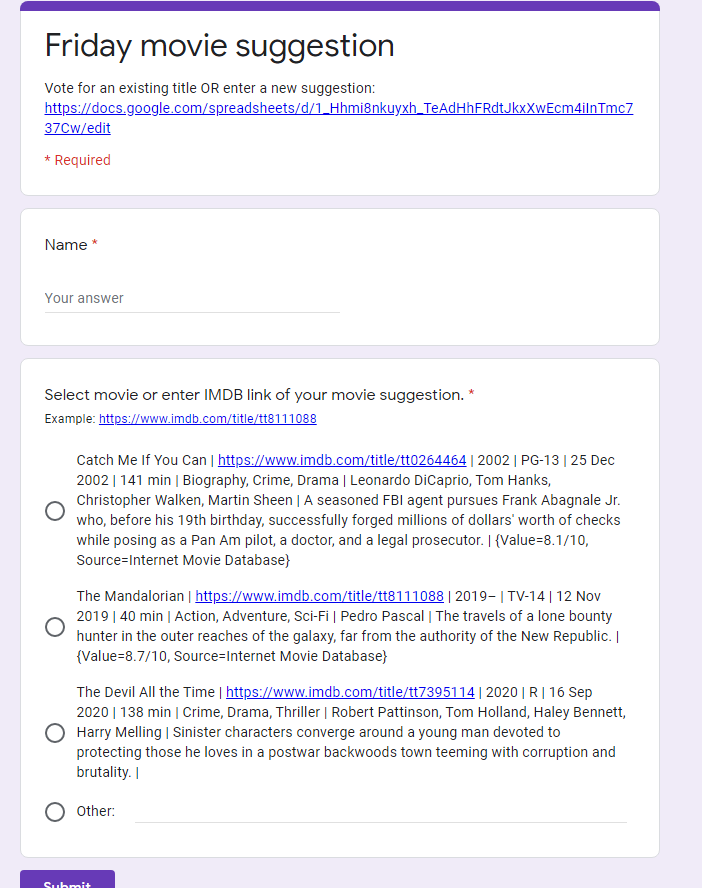 Friday movie suggestion
Vote for an existing title OR enter a new suggestion:
https://docs.google.com/spreadsheets/d/1_Hhmi8nkuyxh_TeAdHhFRdtJkxXwEcm4iInTmc7
37Cw/edit
* Required
Name *
Your answer
Select movie or enter IMDB link of your movie suggestion. *
Example: https://www.imdb.com/title/tt8111088
Catch Me If You Can | https://www.imdb.com/title/tt0264464 | 2002 | PG-13 | 25 Dec
2002 | 141 min | Biography, Crime, Drama | Leonardo DiCaprio, Tom Hanks,
Christopher Walken, Martin Sheen | A seasoned FBI agent pursues Frank Abagnale Jr.
who, before his 19th birthday, successfully forged millions of dollars' worth of checks
while posing as a Pan Am pilot, a doctor, and a legal prosecutor. | {Value=8.1/10,
Source=Internet Movie Database}
The Mandalorian | https://www.imdb.com/title/tt8111088 | 2019– | TV-14 | 12 Nov
2019 | 40 min | Action, Adventure, Sci-Fi | Pedro Pascal | The travels of a lone bounty
hunter in the outer reaches of the galaxy, far from the authority of the New Republic. |
{Value=8.7/10, Source=Internet Movie Database}
The Devil All the Time | https://www.imdb.com/title/tt7395114 | 2020 | R | 16 Sep
2020 | 138 min | Crime, Drama, Thriller | Robert Pattinson, Tom Holland, Haley Bennett,
Harry Melling | Sinister characters converge around a young man devoted to
protecting those he loves in a postwar backwoods town teeming with corruption and
brutality. |
Other:
Submit